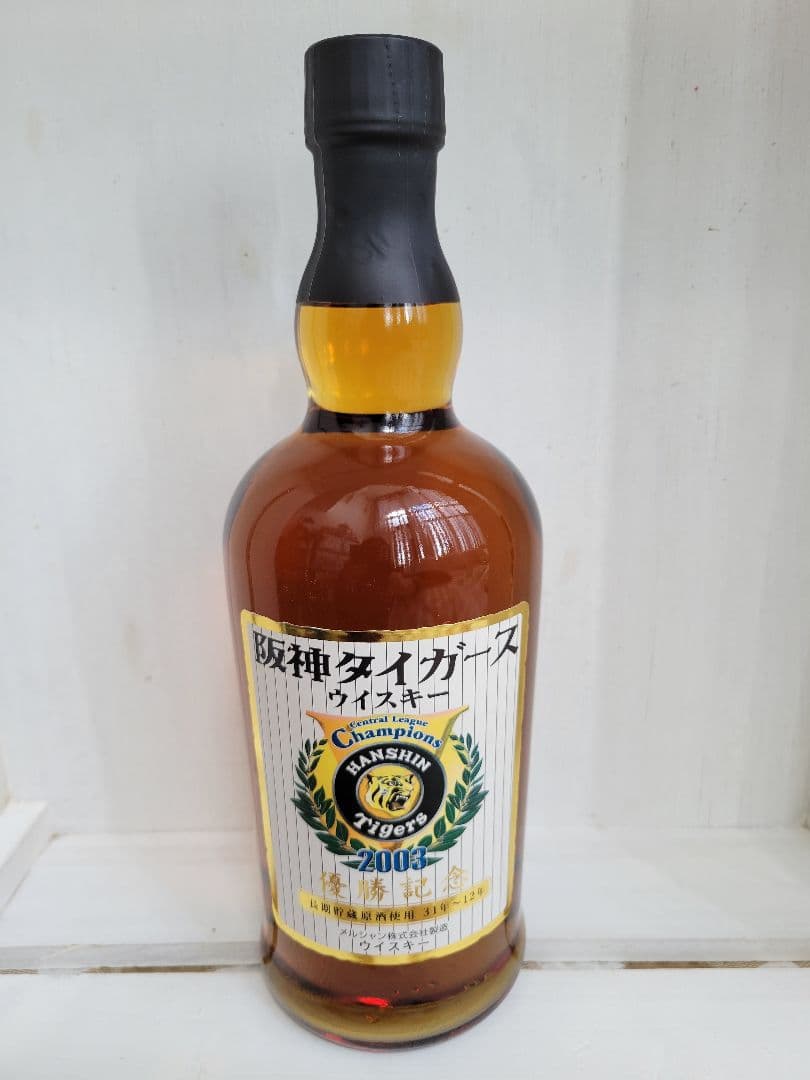 阪神タイガース
ウイスキー
Central League
Champions
HANSHIN
Tigers
2003
優勝記念
長期貯蔵原酒使用 31年~12年
メルシャン株式会社製造
ウイスキー